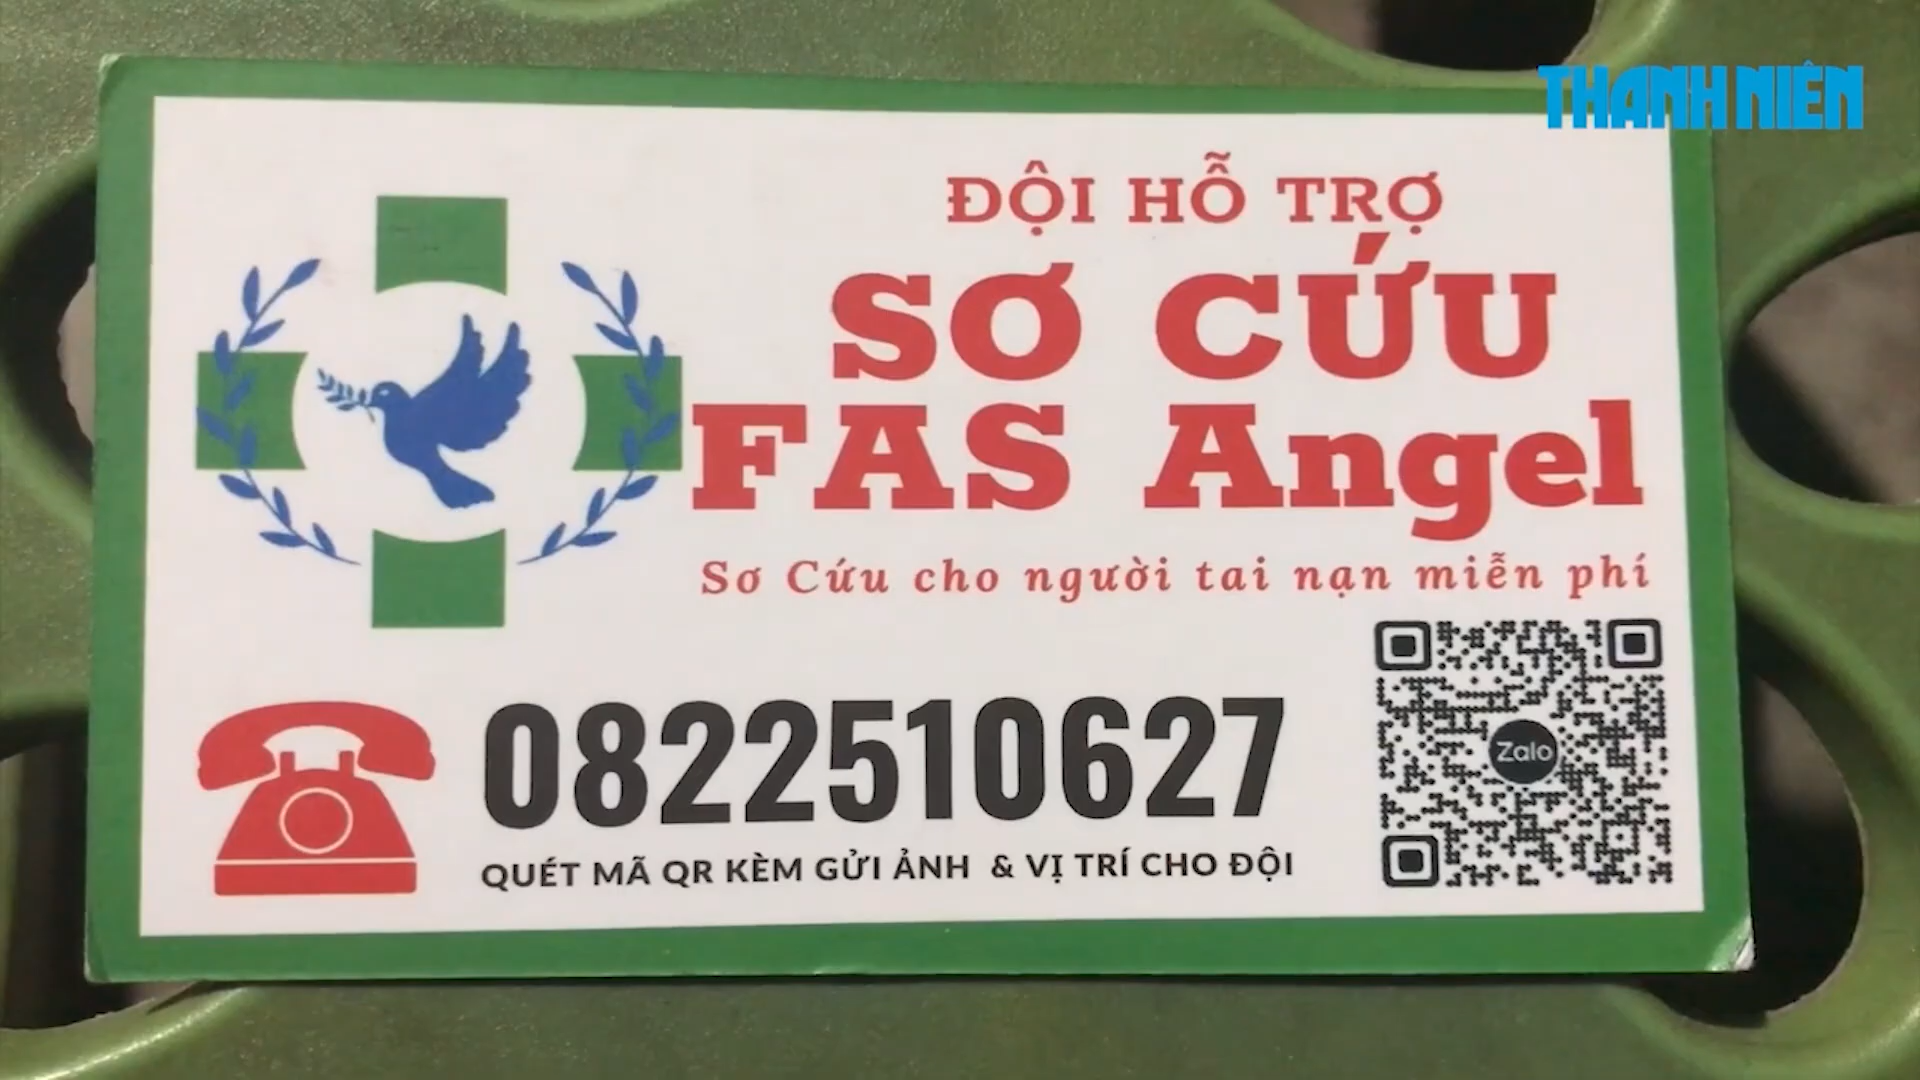 THANH NIÊN
ĐỘI HỖ TRỢ
SƠ CỨU
FAS Angel
Sơ Cứu cho người tai nạn miễn phí
0822510627
QUÉT MÃ QR KÈM GỬI ẢNH & VỊ TRÍ CHO ĐỘI
Zalo